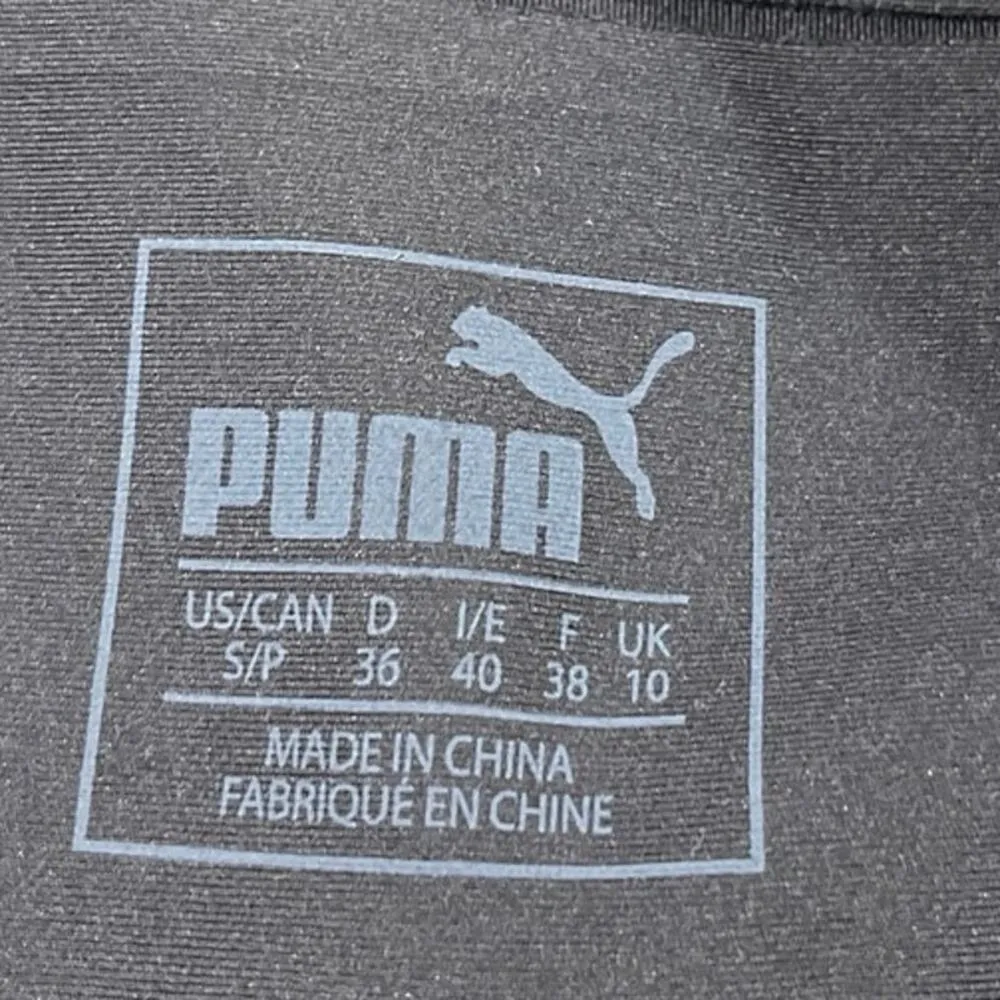 PUMA
US/CAN D I/E F UK
S/P 36 40 38 10
MADE IN CHINA
FABRIQUÉ EN CHINE